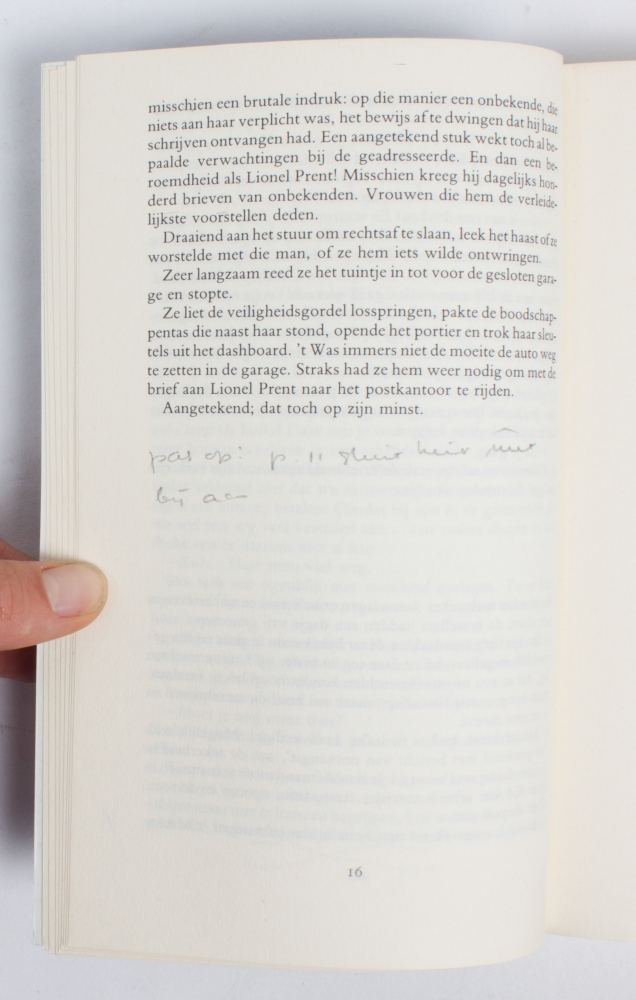 misschien een brutale indruk: op die manier een onbekende, die
niets aan haar verplicht was, het bewijs af te dwingen dat hij haar
schrijven ontvangen had. Een aangetekend stuk wekt toch al be-
paalde verwachtingen bij de geadresseerde. En dan een be-
roemdheid als Lionel Prent! Misschien kreeg hij dagelijks hon-
derd brieven van onbekenden. Vrouwen die hem de verleide-
lijkste voorstellen deden.
Draaiend aan het stuur om rechtsaf te slaan, leek het haast of ze
worstelde met die man, of ze hem iets wilde ontwringen.
Zeer langzaam reed ze het tuintje in tot voor de gesloten gara-
ge en stopte.
Ze liet de veiligheidsgordel losspringen, pakte de boodschap-
pentas die naast haar stond, opende het portier en trok haar sleu-
tels uit het dashboard. 't Was immers niet de moeite de auto weg
te zetten in de garage. Straks had ze hem weer nodig om met de
brief aan Lionel Prent naar het postkantoor te rijden.
Aangetekend; dat toch op zijn minst.
pas op: p. 11
bij
16